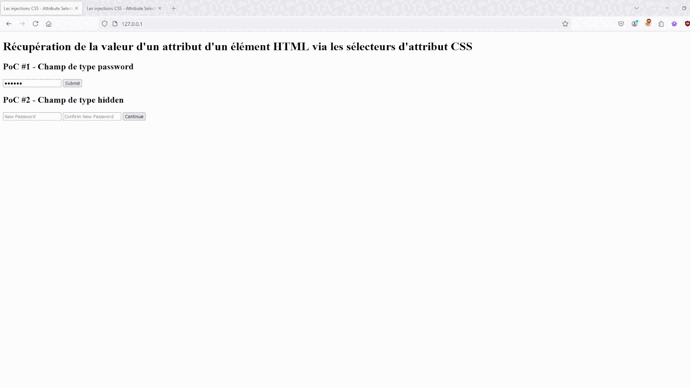 Les injections CSS - Attribute Selec
Les injections CSS - Attribute Selec
127.0.0.1
Récupération de la valeur d'un attribut d'un élément HTML via les sélecteurs d'attribut CSS
PoC #1 - Champ de type password
●●●●●● Submit
PoC #2 - Champ de type hidden
New Password Confirm New Password Continue